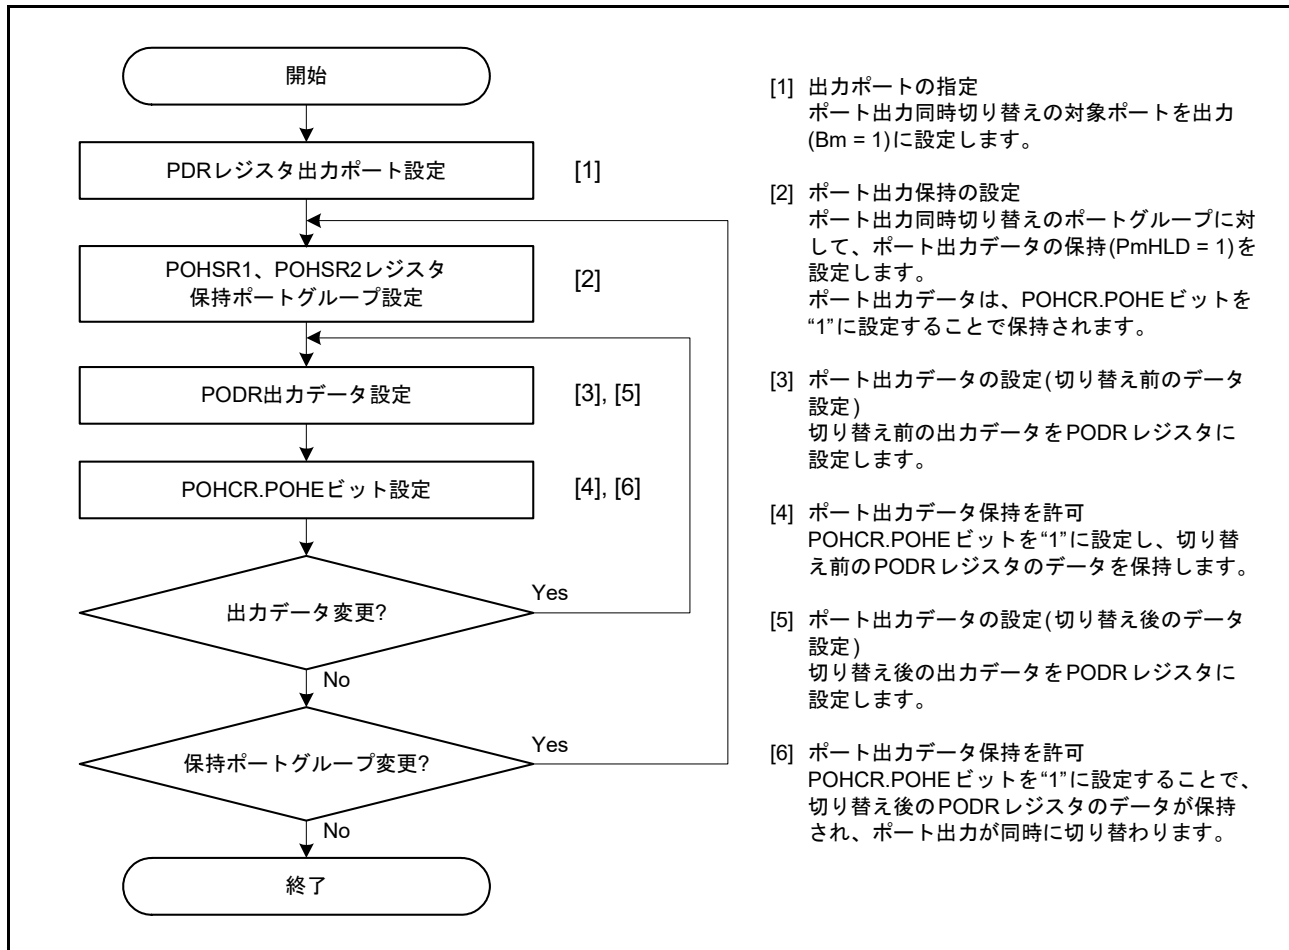 開始
PDRレジスタ出力ポート設定
[1]
POHSR1、POHSR2レジスタ
保持ポートグループ設定
[2]
PODR出力データ設定
[3], [5]
POHCR.POHEビット設定
[4], [6]
出力データ変更?
Yes
No
保持ポートグループ変更?
Yes
No
終了
[1] 出力ポートの指定
ポート出力同時切り替えの対象ポートを出力
(Bm = 1)に設定します。
[2] ポート出力保持の設定
ポート出力同時切り替えのポートグループに対
して、ポート出力データの保持(PmHLD = 1)を
設定します。
ポート出力データは、POHCR.POHEビットを
“1”に設定することで保持されます。
[3] ポート出力データの設定(切り替え前のデータ
設定)
切り替え前の出力データをPODRレジスタに
設定します。
[4] ポート出力データ保持を許可
POHCR.POHEビットを“1”に設定し、切り替
え前のPODRレジスタのデータを保持します。
[5] ポート出力データの設定(切り替え後のデータ
設定)
切り替え後の出力データをPODRレジスタに
設定します。
[6] ポート出力データ保持を許可
POHCR.POHEビットを“1”に設定することで、
切り替え後のPODRレジスタのデータが保持
され、ポート出力が同時に切り替わります。